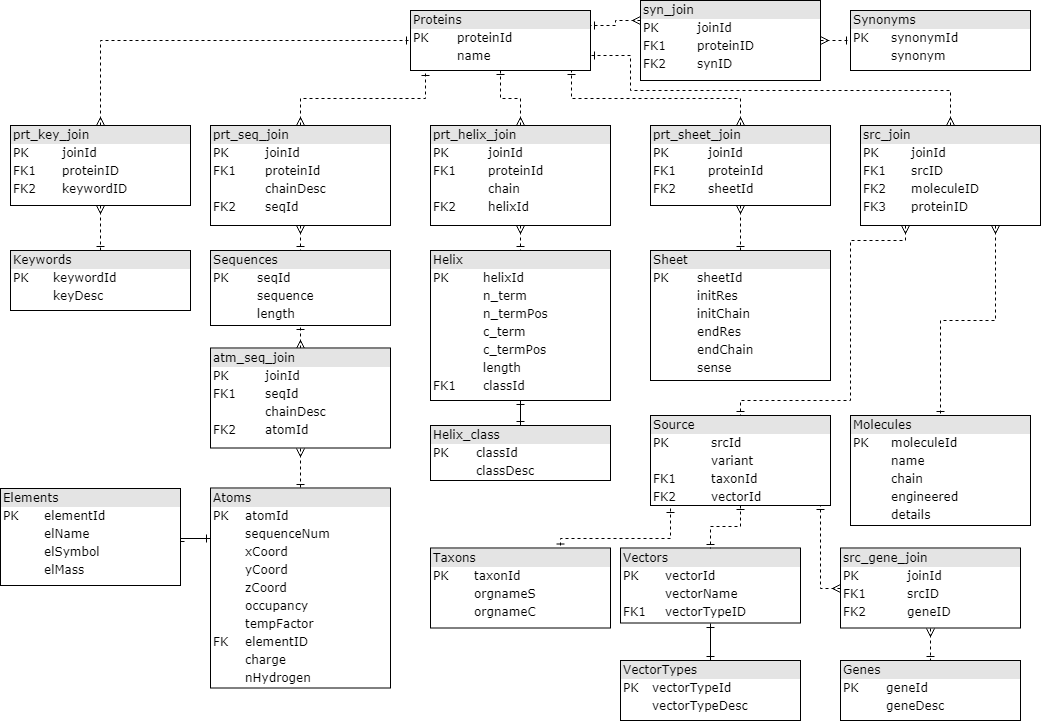 Proteins
PK proteinId
name
syn_join
PK joinId
FK1 proteinID
FK2 synID
Synonyms
PK synonymId
synonym
prt_key_join
PK joinId
FK1 proteinID
FK2 keywordID
prt_seq_join
PK joinId
FK1 proteinId
chainDesc
FK2 seqId
prt_helix_join
PK joinId
FK1 proteinId
chain
FK2 helixId
prt_sheet_join
PK joinId
FK1 proteinId
FK2 sheetId
src_join
PK joinId
FK1 srcID
FK2 moleculeID
FK3 proteinID
Keywords
PK keywordId
keyDesc
Sequences
PK seqId
sequence
length
Helix
PK helixId
n_term
n_termPos
c_term
c_termPos
length
FK1 classId
Sheet
PK sheetId
initRes
initChain
endRes
endChain
sense
atm_seq_join
PK joinId
FK1 seqId
chainDesc
FK2 atomId
Helix_class
PK classId
classDesc
Source
PK srcId
variant
FK1 taxonId
FK2 vectorId
Molecules
PK moleculeId
name
chain
engineered
details
Elements
PK elementId
elName
elSymbol
elMass
Atoms
PK atomId
sequenceNum
xCoord
yCoord
zCoord
occupancy
tempFactor
FK elementID
charge
nHydrogen
Taxons
PK taxonId
orgnameS
orgnameC
Vectors
PK vectorId
vectorName
FK1 vectorTypeID
src_gene_join
PK joinId
FK1 srcID
FK2 geneID
VectorTypes
PK vectorTypeId
vectorTypeDesc
Genes
PK geneId
geneDesc